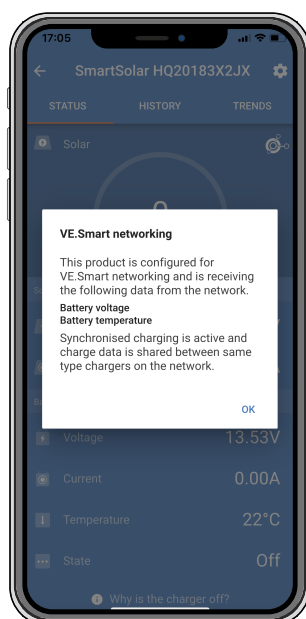 17:05
SmartSolar HQ20183X2JX
STATUS HISTORY TRENDS
Solar
VE.Smart networking
This product is configured for
VE.Smart networking and is receiving
the following data from the network.
Battery voltage
Battery temperature
Synchronised charging is active and
charge data is shared between same
type chargers on the network.
OK
Voltage 13.53V
Current 0.00A
Temperature 22°C
State Off
Why is the charger off?